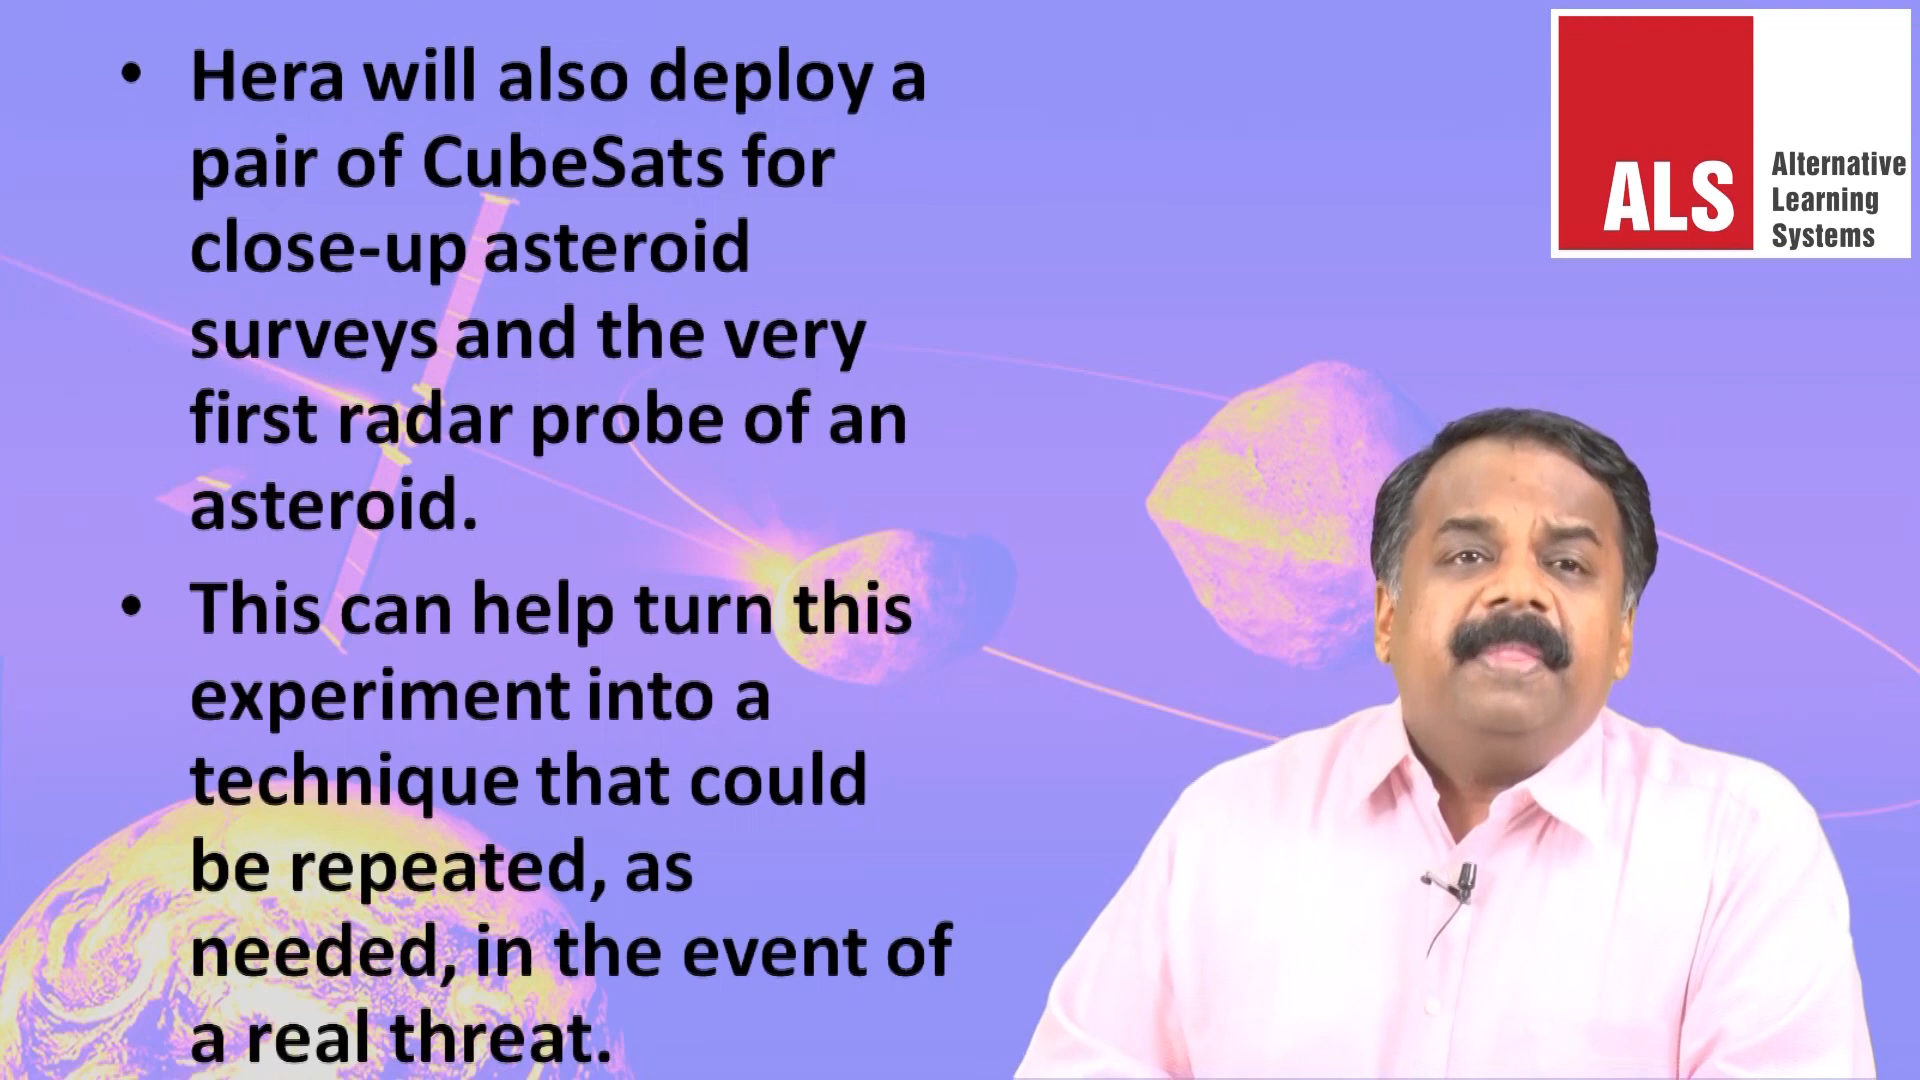 • Hera will also deploy a
pair of CubeSats for
close-up asteroid
surveys and the very
first radar probe of an
asteroid.
• This can help turn this
experiment into a
technique that could
be repeated, as
needed, in the event of
a real threat.
ALS
Alternative
Learning
Systems